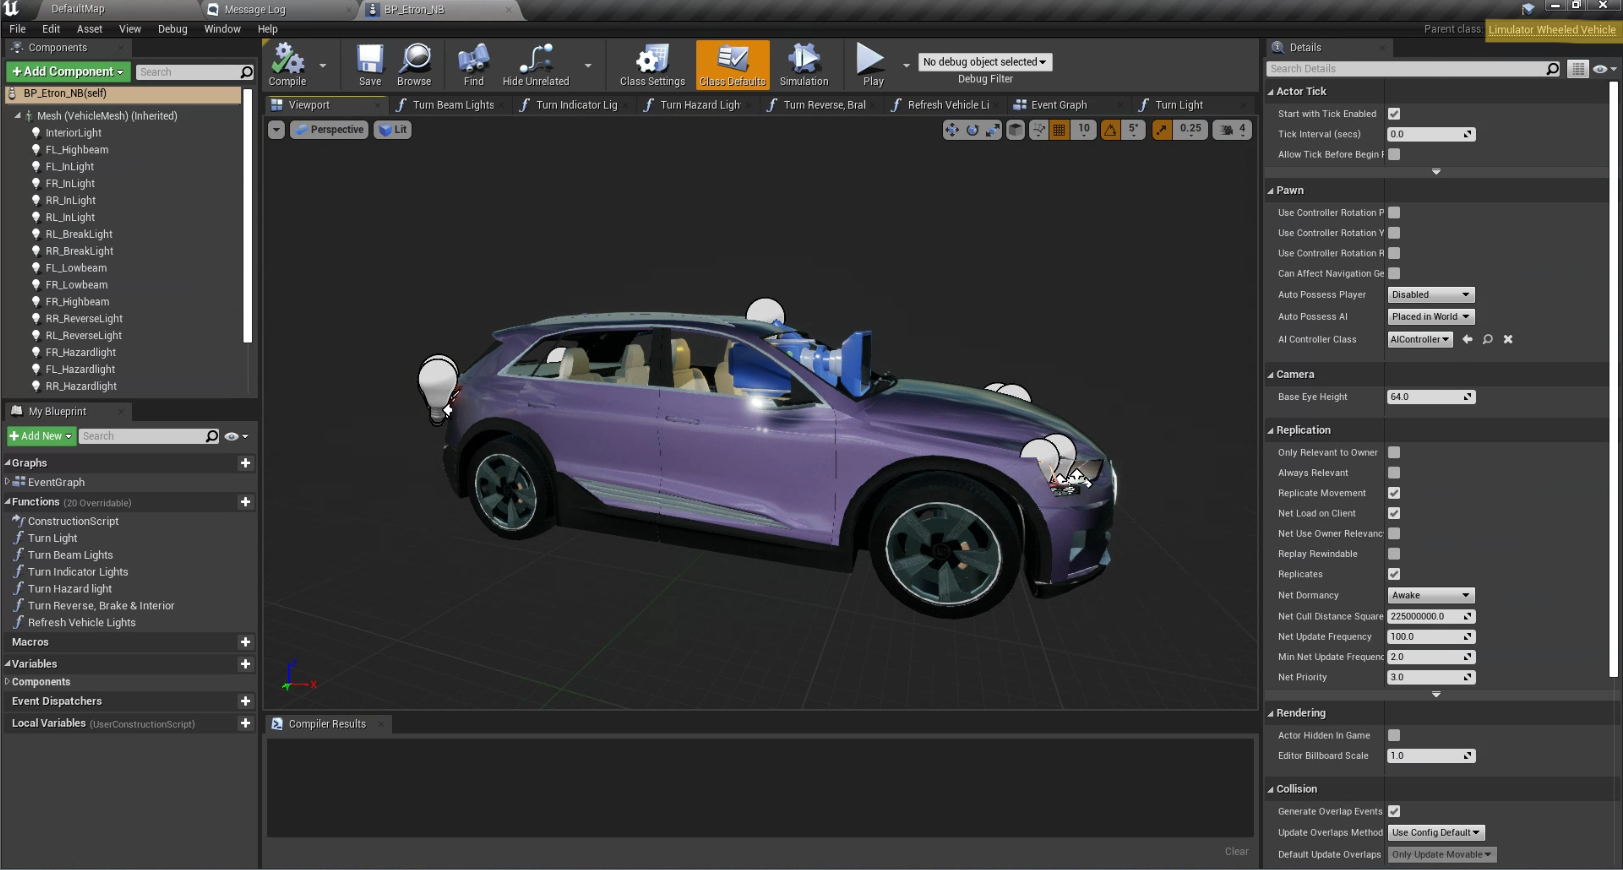 DefaultMap
Message Log
BP_Etron_NB
File Edit Asset View Debug Window Help
Parent class: Limulator Wheeled Vehicle
Components
+ Add Component
Search
BP_Etron_NB(self)
Mesh (VehicleMesh) (Inherited)
InteriorLight
FL_Highbeam
FL_InLight
FR_InLight
RR_InLight
RL_InLight
RL_BreakLight
RR_BreakLight
FL_Lowbeam
FR_Lowbeam
FR_Highbeam
RR_ReverseLight
RL_ReverseLight
FR_Hazardlight
FL_Hazardlight
RR_Hazardlight
My Blueprint
+ Add New
Search
Graphs
EventGraph
Functions (20 Overridable)
ConstructionScript
Turn Light
Turn Beam Lights
Turn Indicator Lights
Turn Hazard light
Turn Reverse, Brake & Interior
Refresh Vehicle Lights
Macros
Variables
Components
Event Dispatchers
Local Variables (UserConstructionScript)
Compile
Save
Browse
Find
Hide Unrelated
Class Settings
Class Defaults
Simulation
Play
No debug object selected
Debug Filter
Viewport
Turn Beam Lights
Turn Indicator Lig
Turn Hazard Ligh
Turn Reverse, Bral
Refresh Vehicle Li
Event Graph
Turn Light
Perspective
Lit
10
5°
0.25
4
X
Compiler Results
Clear
Details
Search Details
Actor Tick
Start with Tick Enabled
Tick Interval (secs) 0.0
Allow Tick Before Begin P
Pawn
Use Controller Rotation P
Use Controller Rotation Y
Use Controller Rotation R
Can Affect Navigation Ge
Auto Possess Player Disabled
Auto Possess AI Placed in World
AI Controller Class AIController
Camera
Base Eye Height 64.0
Replication
Only Relevant to Owner
Always Relevant
Replicate Movement
Net Load on Client
Net Use Owner Relevanc
Replay Rewindable
Replicates
Net Dormancy Awake
Net Cull Distance Square 225000000.0
Net Update Frequency 100.0
Min Net Update Frequenc 2.0
Net Priority 3.0
Rendering
Actor Hidden In Game
Editor Billboard Scale 1.0
Collision
Generate Overlap Events
Update Overlaps Method Use Config Default
Default Update Overlaps Only Update Movable